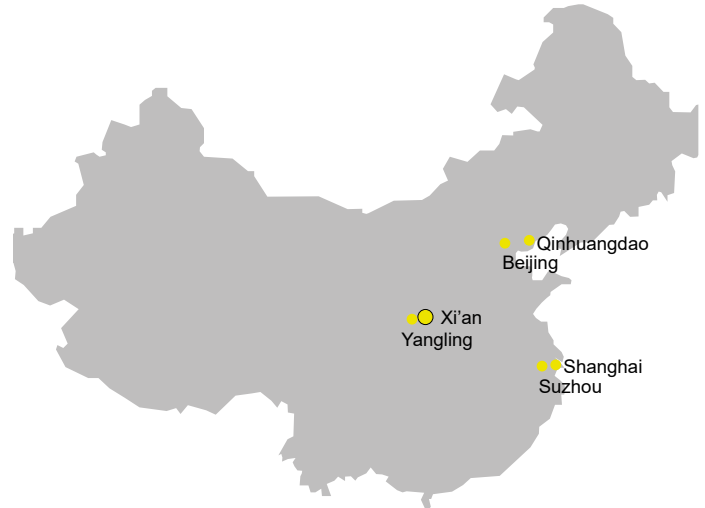 Qinhuangdao
Beijing
Xi’an
Yangling
Shanghai
Suzhou